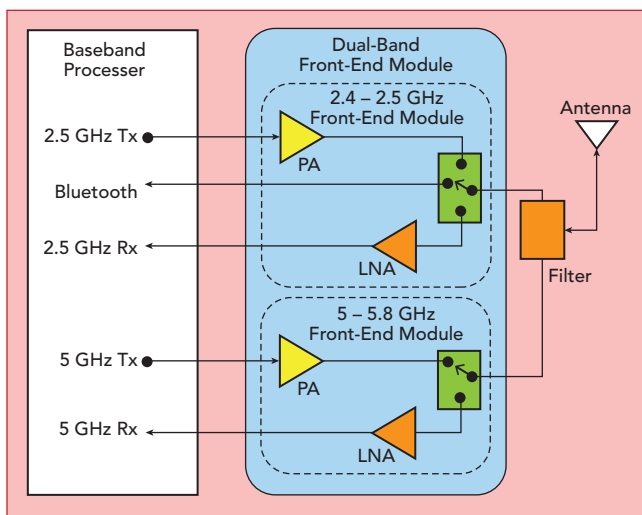 Baseband
Processer
Dual-Band
Front-End Module
2.4 – 2.5 GHz
Front-End Module
Antenna
2.5 GHz Tx
PA
Bluetooth
2.5 GHz Rx
LNA
Filter
5 – 5.8 GHz
Front-End Module
5 GHz Tx
PA
5 GHz Rx
LNA